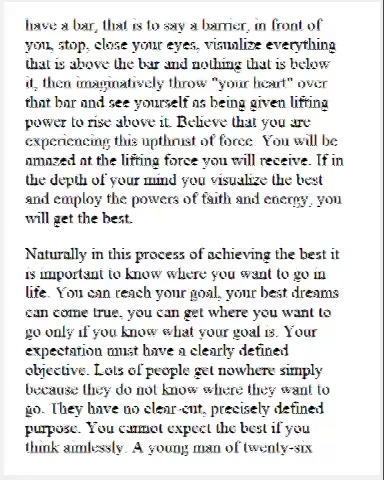 have a bar, that is to say a barrier, in front of
you, stop, close your eyes, visualize everything
that is above the bar and nothing that is below
it, then imaginatively throw "your heart" over
that bar and see yourself as being given lifting
power to rise above it. Believe that you are
experiencing this upthrust of force. You will be
amazed at the lifting force you will receive. If in
the depth of your mind you visualize the best
and employ the powers of faith and energy, you
will get the best.
Naturally in this process of achieving the best it
is important to know where you want to go in
life. You can reach your goal, your best dreams
can come true, you can get where you want to
go only if you know what your goal is. Your
expectation must have a clearly defined
objective. Lots of people get nowhere simply
because they do not know where they want to
go. They have no clear-cut, precisely defined
purpose. You cannot expect the best if you
think aimlessly. A young man of twenty-six